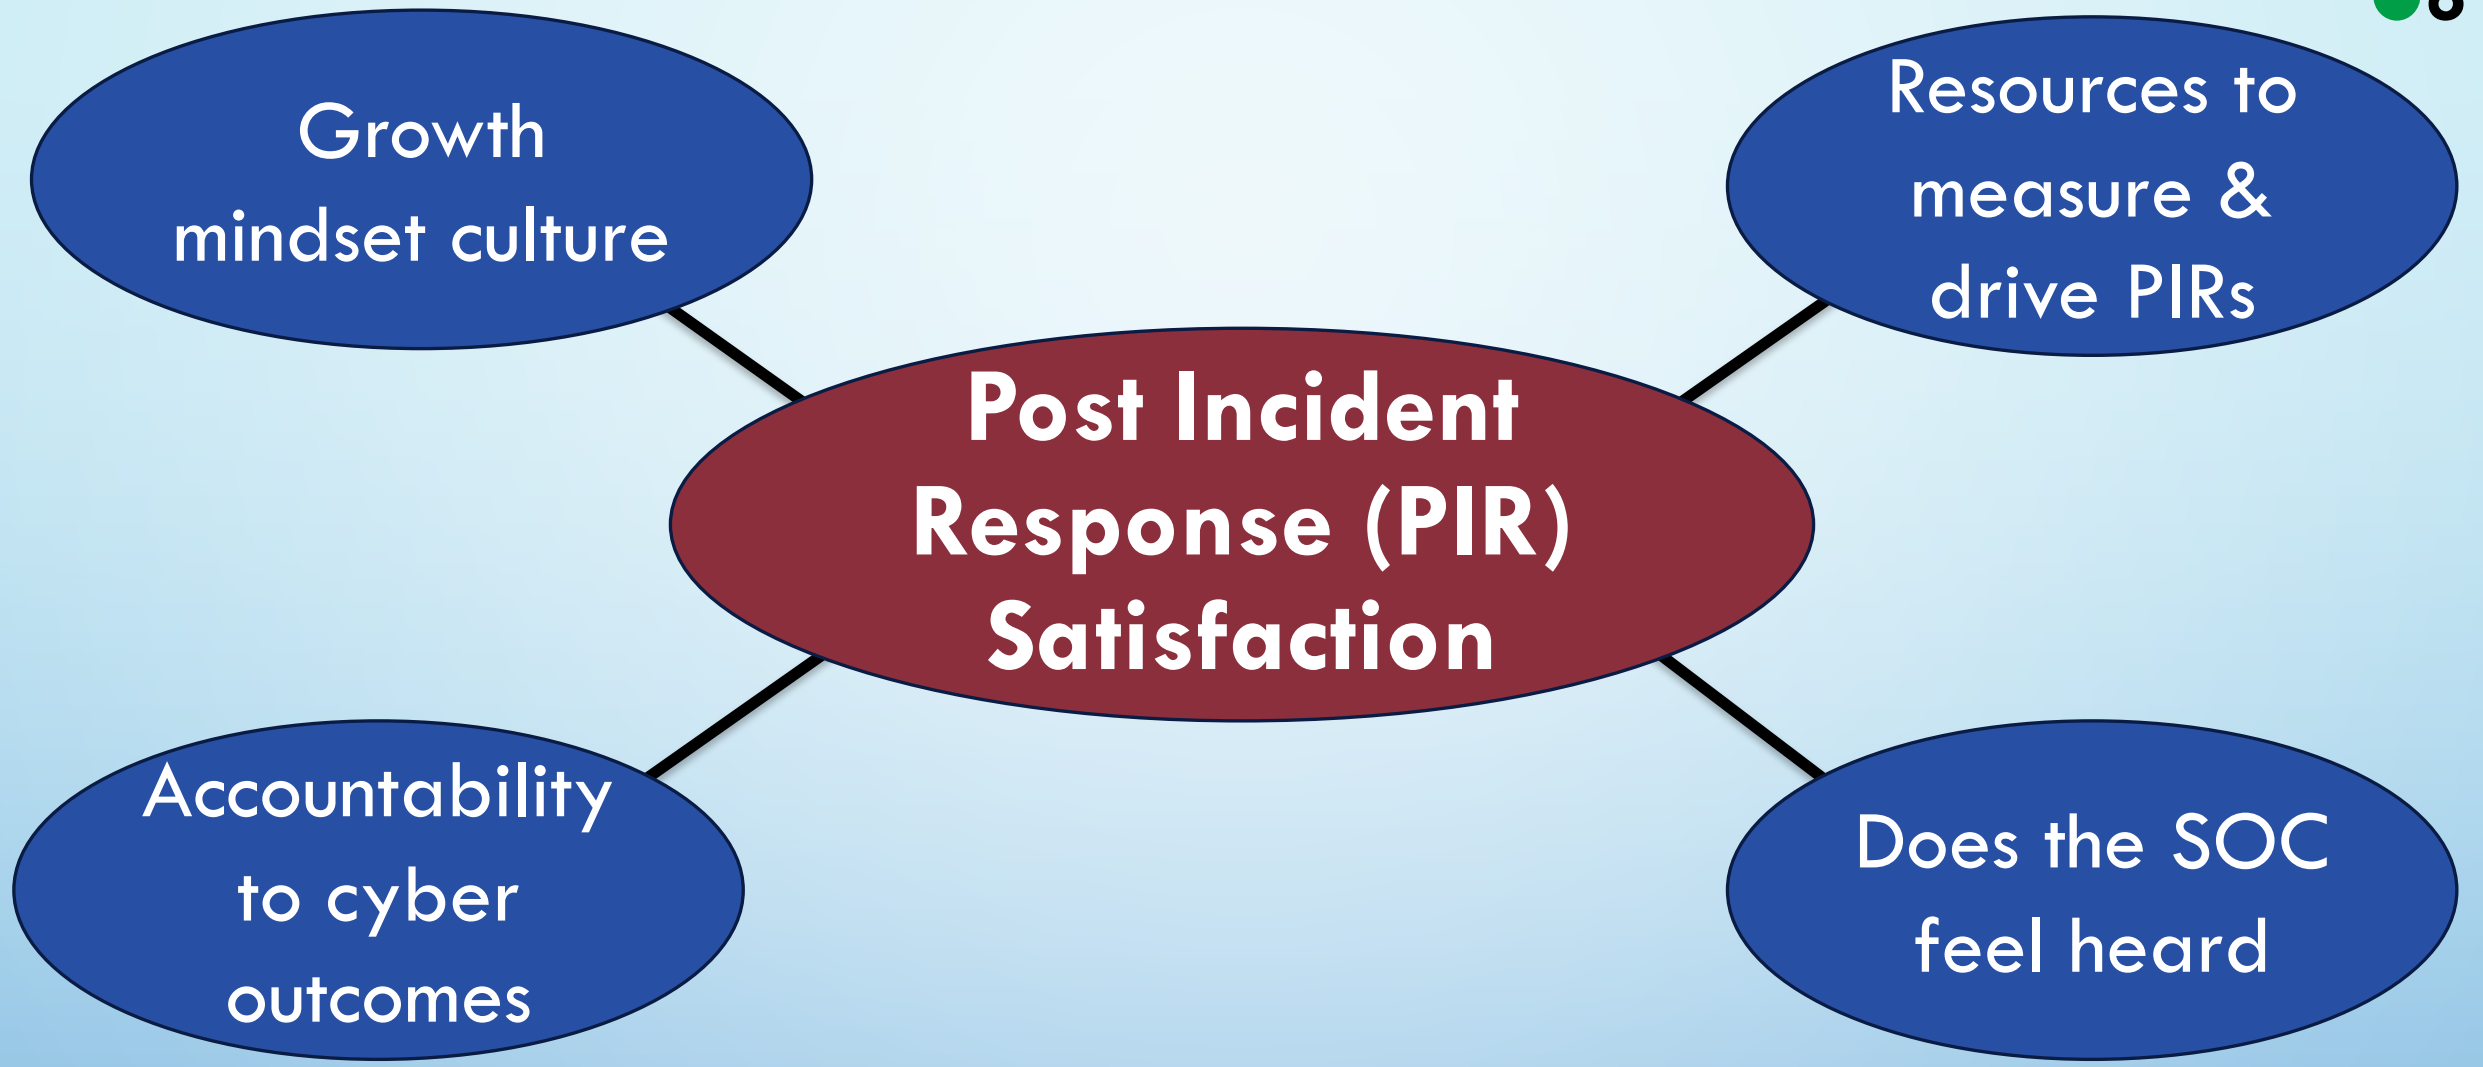 Growth
mindset culture
Resources to
measure &
drive PIRs
Post Incident
Response (PIR)
Satisfaction
Accountability
to cyber
outcomes
Does the SOC
feel heard